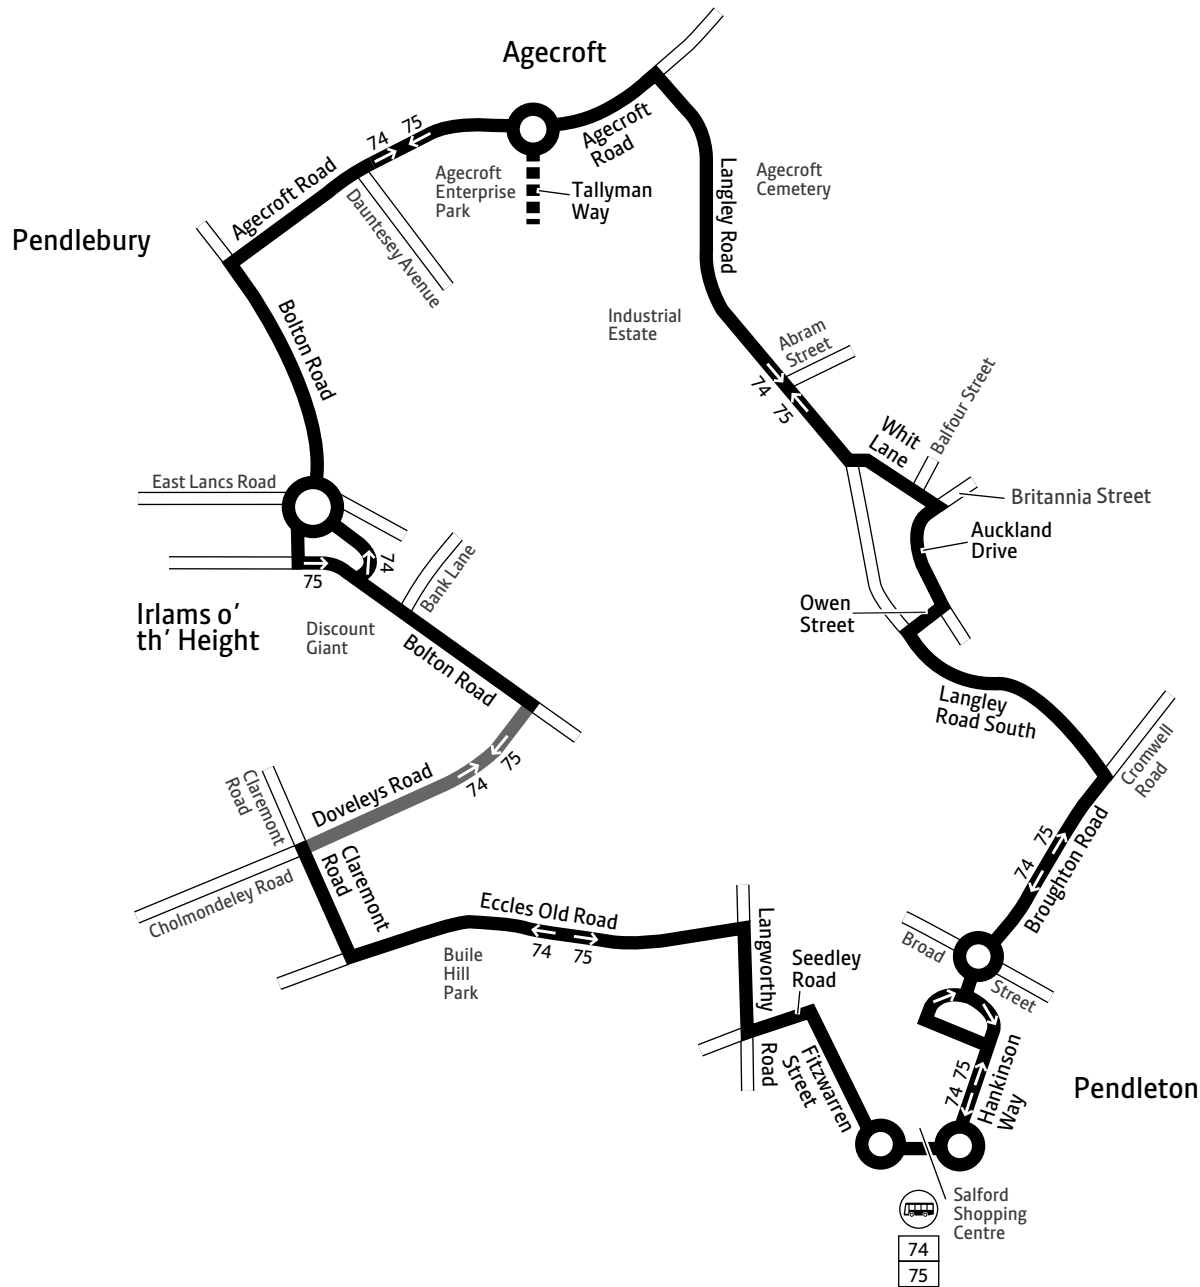 Agecroft
74
75
Agecroft Road
Agecroft
Road
Agecroft
Enterprise
Park
Tallyman
Way
Langley Road
Agecroft
Cemetery
Dauntesey Avenue
Pendlebury
Bolton Road
Industrial
Estate
Abram
Street
74
75
Whit
Lane
Balfour Street
East Lancs Road
Britannia Street
Auckland
Drive
75
74
Bank Lane
Irlams o'
th' Height
Discount
Giant
Owen
Street
Bolton Road
Langley
Road South
Cromwell
Road
Doveleys Road
74
75
Claremont
Road
Claremont
Road
Cholmondeley Road
74
75
Broughton Road
Eccles Old Road
74
75
Langworthy
Road
Buile
Hill
Park
Seedley
Road
Broad
Street
Fitzwarren
Street
74
75
Hankinson
Way
Pendleton
Salford
Shopping
Centre
74
75